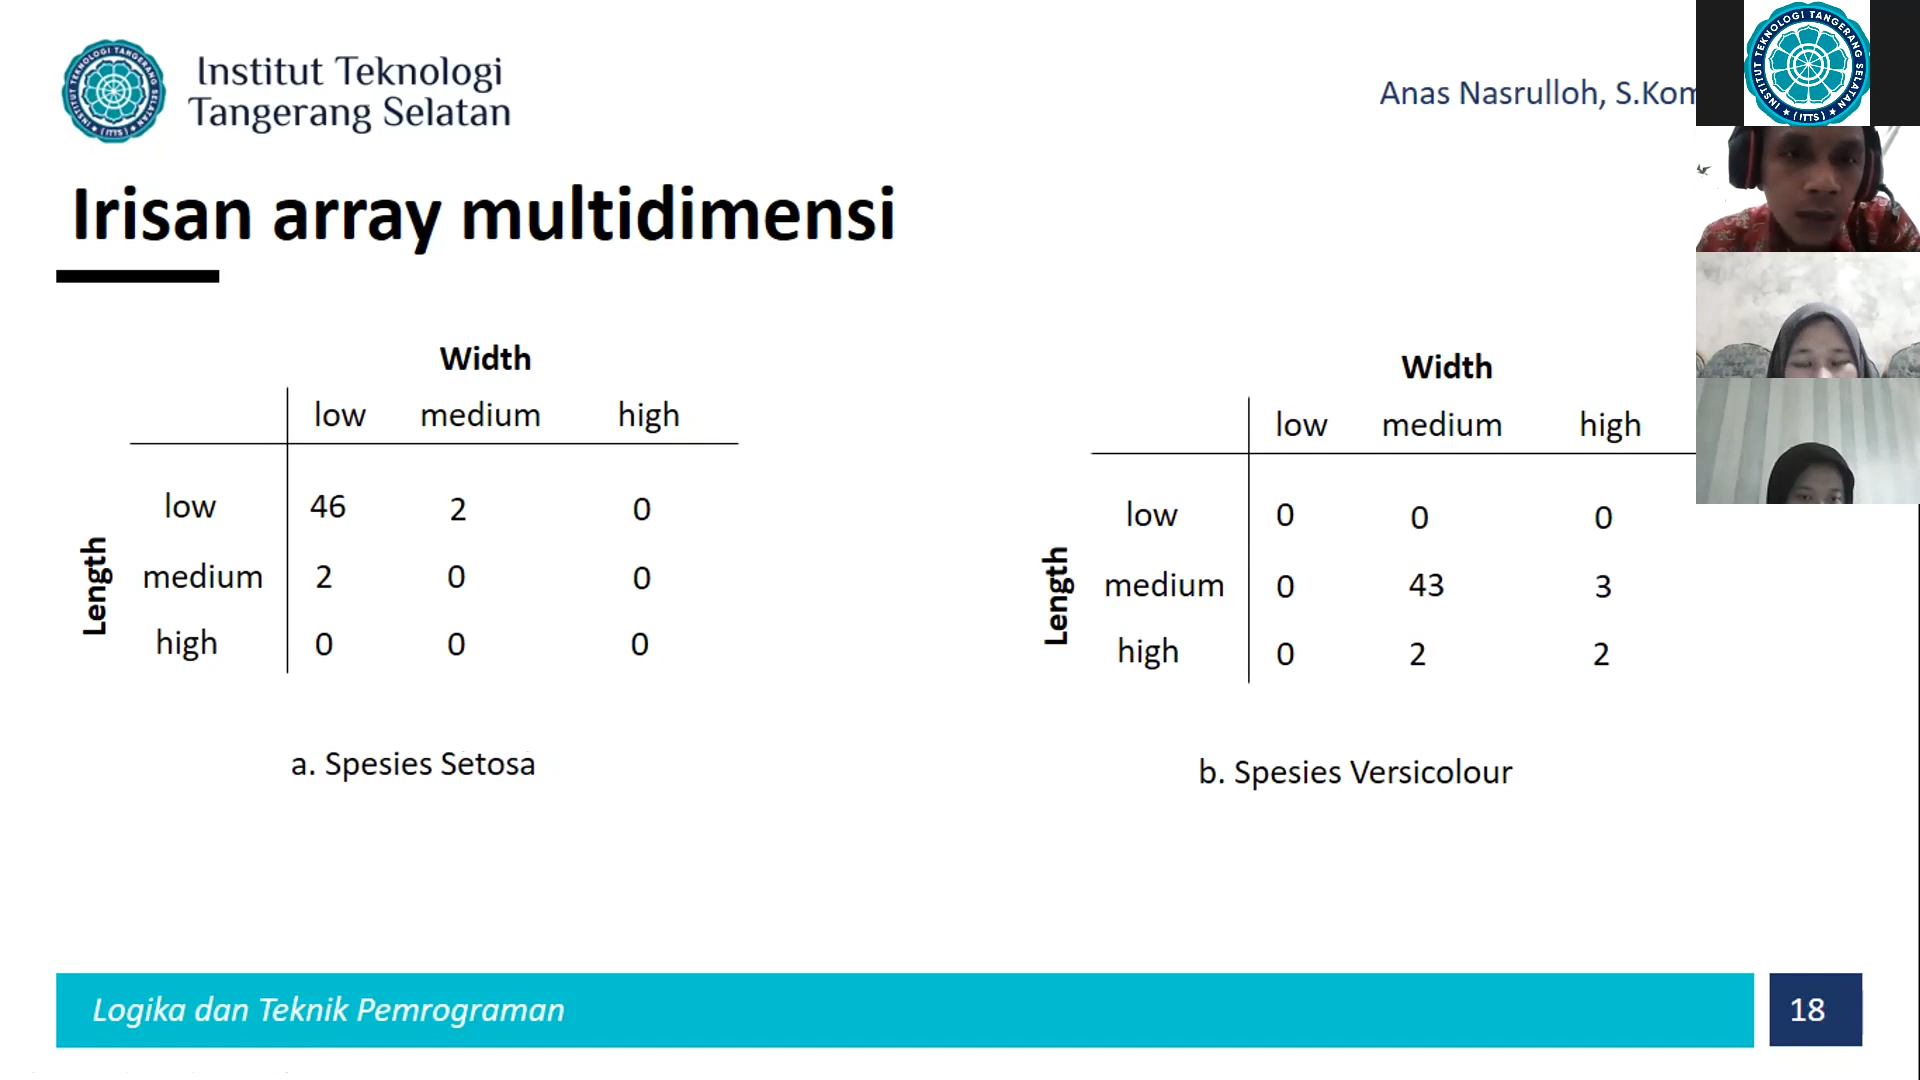 Institut Teknologi
Tangerang Selatan
Anas Nasrulloh, S.Kom
INSTITUT TEKNOLOGI TANGERANG SELATAN
(ITTS)
Irisan array multidimensi
Width
low medium high
Length
low 46 2 0
medium 2 0 0
high 0 0 0
a. Spesies Setosa
Width
low medium high
Length
low 0 0 0
medium 0 43 3
high 0 2 2
b. Spesies Versicolour
Logika dan Teknik Pemrograman
18